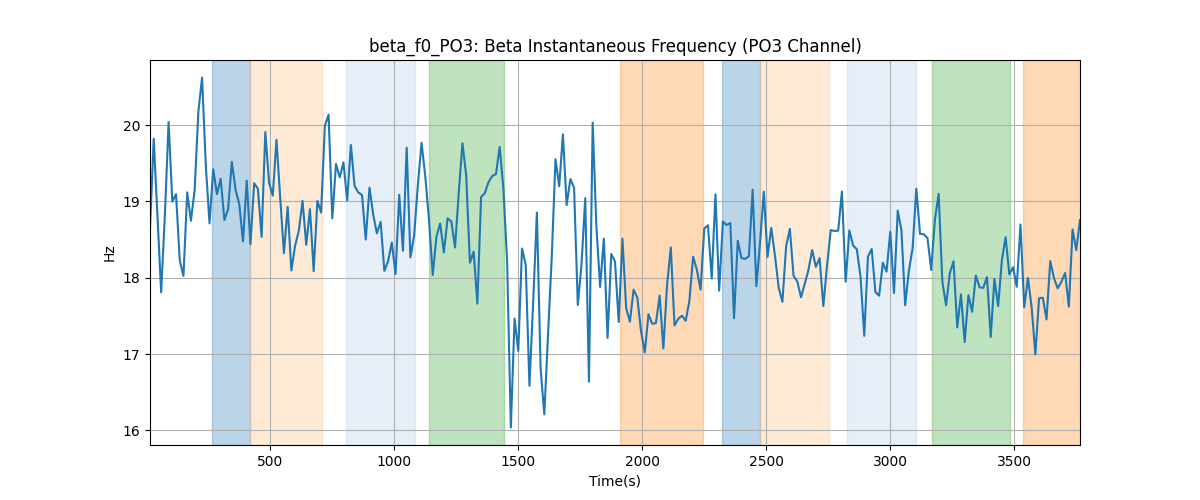 beta_f0_PO3: Beta Instantaneous Frequency (PO3 Channel)
20
19
18
17
16
Hz
500 1000 1500 2000 2500 3000 3500
Time(s)